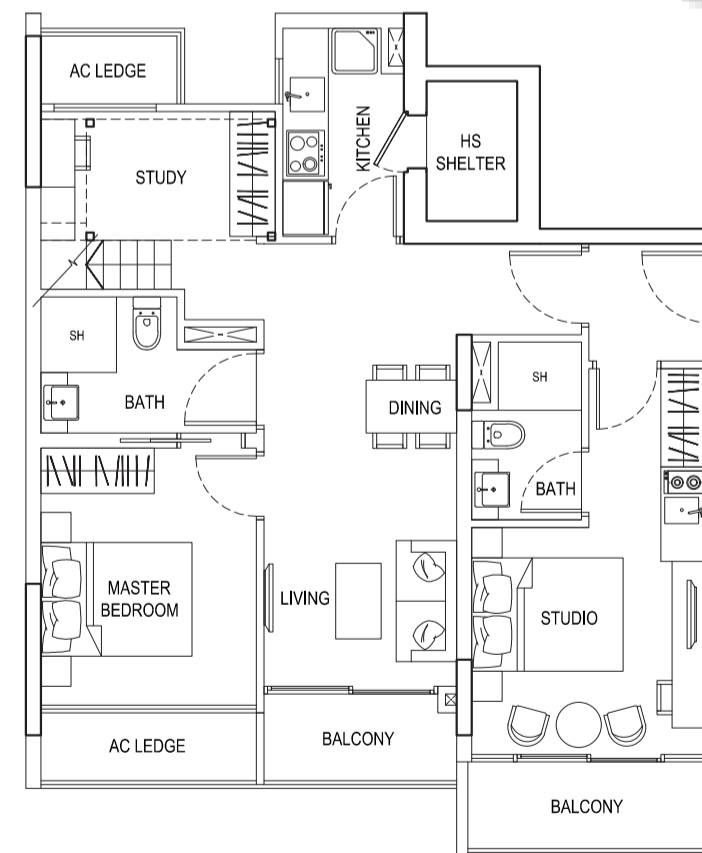 AC LEDGE
KITCHEN
HS
SHELTER
STUDY
SH
BATH
DINING
SH
BATH
MASTER
BEDROOM
LIVING
STUDIO
AC LEDGE
BALCONY
BALCONY